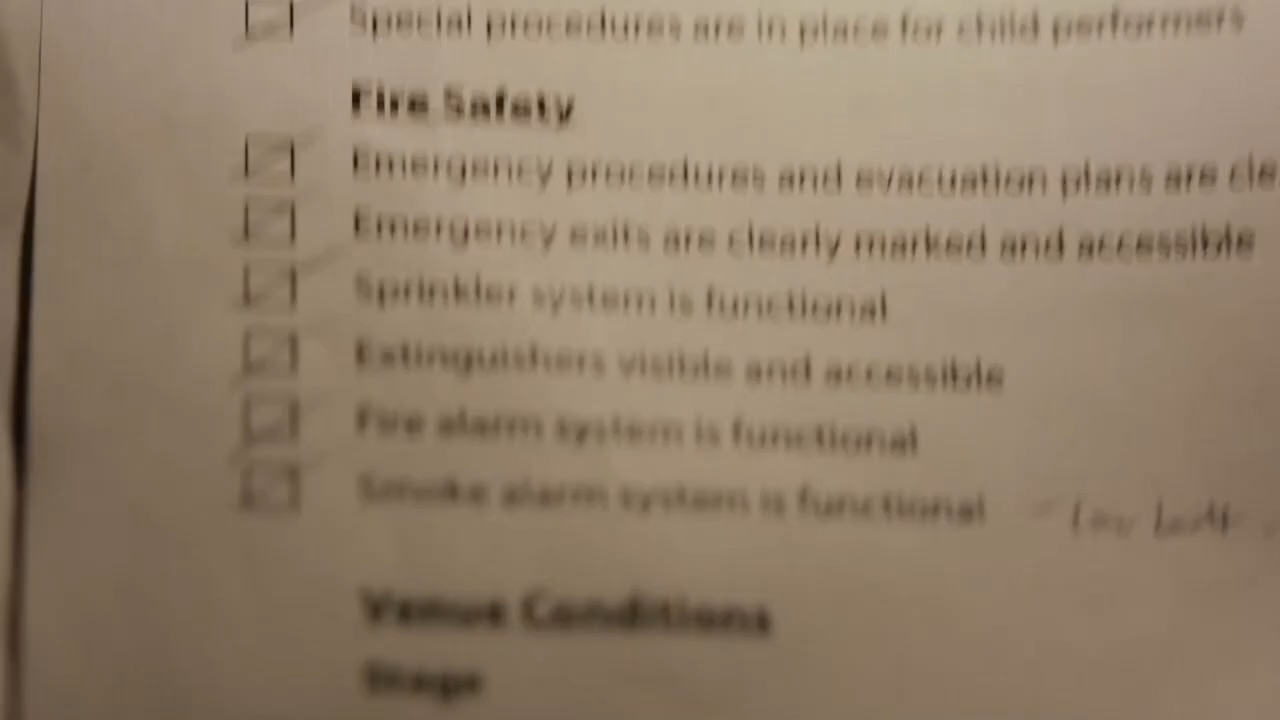 Special procedures are in place for child performers
Fire Safety
Emergency procedures and evacuation plans are cle
Emergency exits are clearly marked and accessible
Sprinkler system is functional
Extinguishers visible and accessible
Fire alarm system is functional
Smoke alarm system is functional
Venue Conditions
Stage